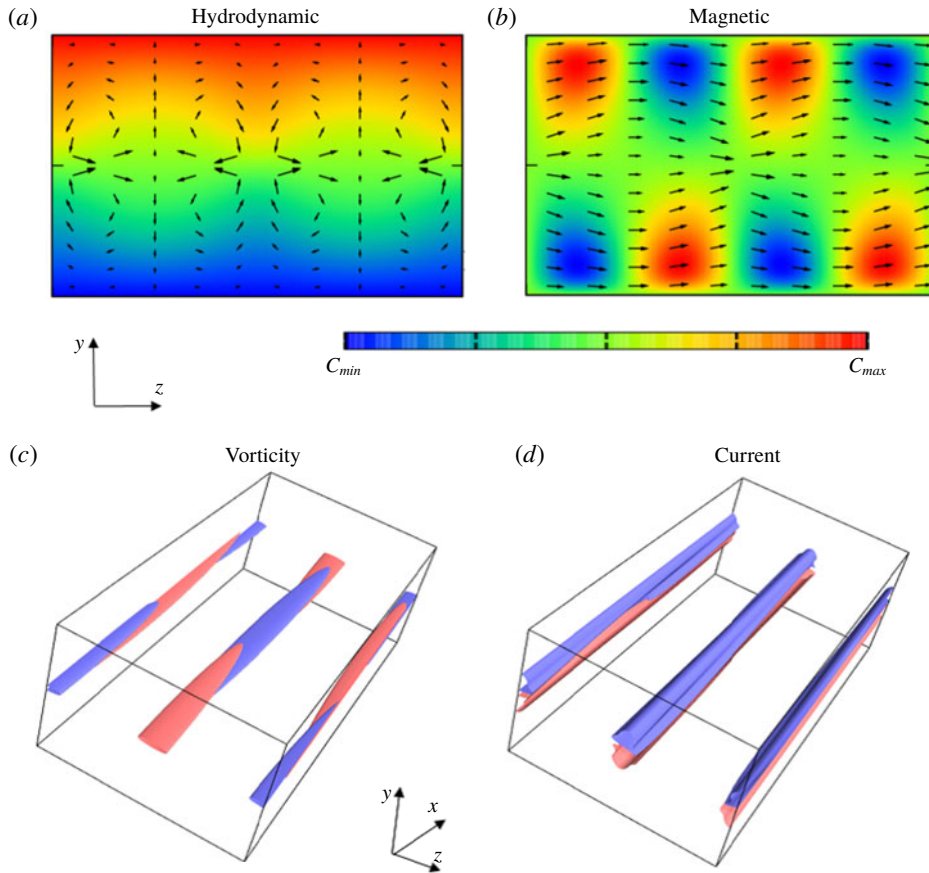 (a) Hydrodynamic
(b) Magnetic
y
z
C_min
C_max
(c) Vorticity
(d) Current
y
x
z